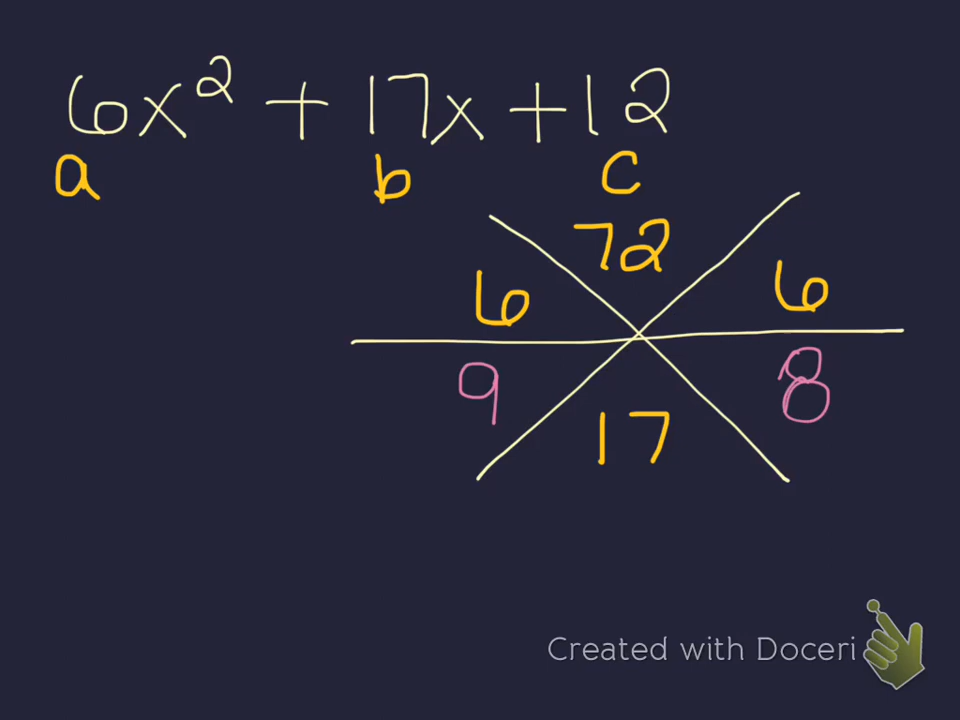 6x² + 17x + 12
a b c
72
6 6
9 8
17
Created with Doceri